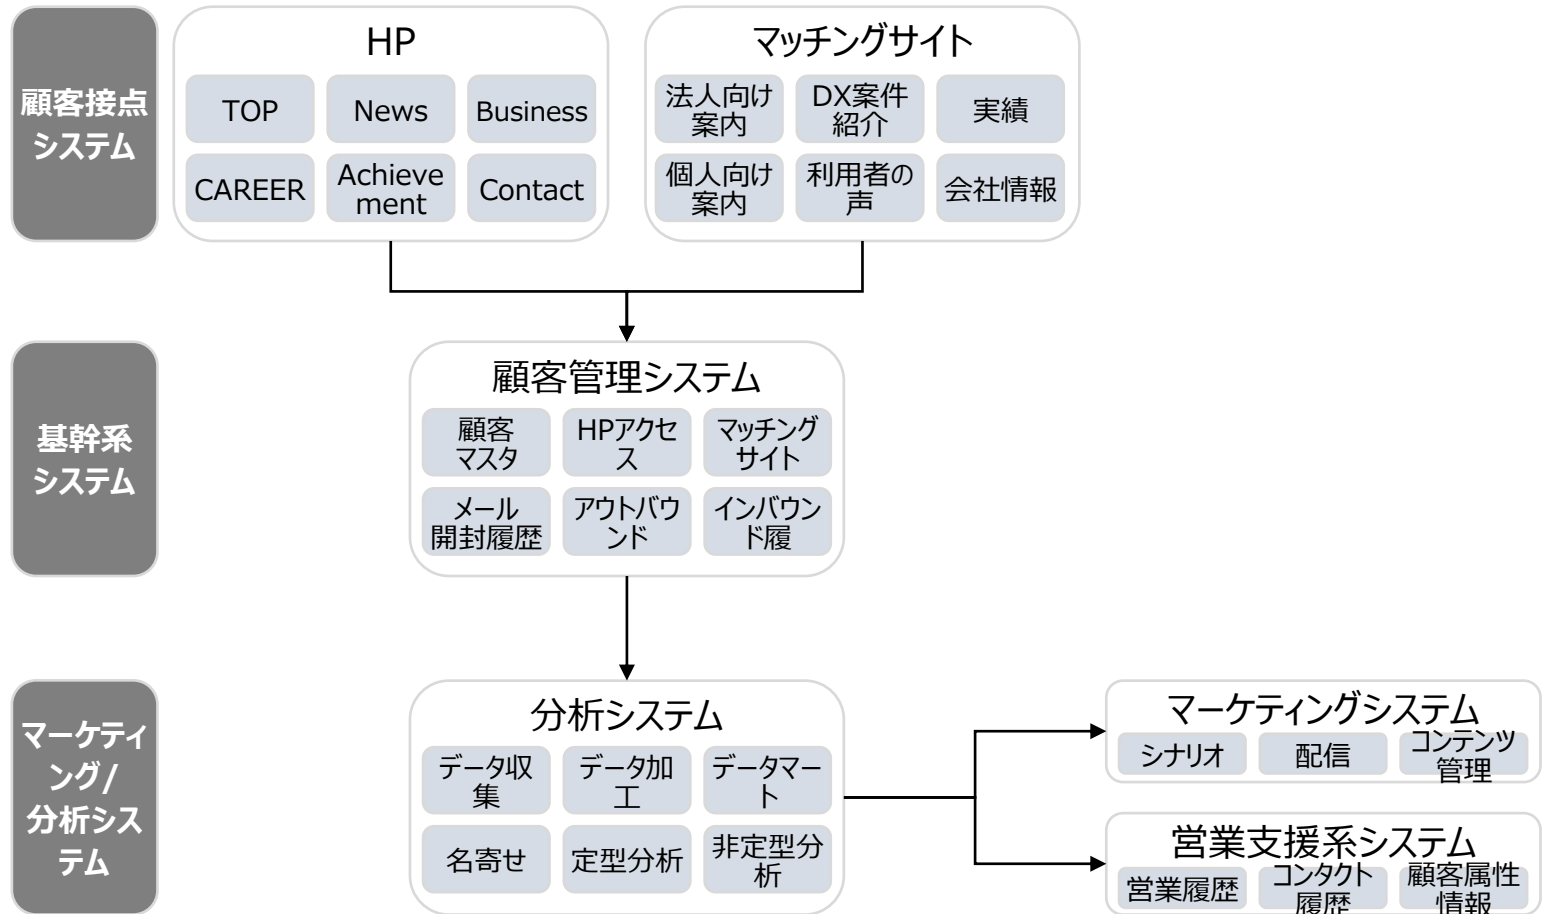 顧客接点
システム
HP
TOP
News
Business
CAREER
Achieve
ment
Contact
マッチングサイト
法人向け
案内
DX案件
紹介
実績
個人向け
案内
利用者の
声
会社情報
基幹系
システム
顧客管理システム
顧客
マスタ
HPアクセ
ス
マッチング
サイト
メール
開封履歴
アウトバウ
ンド
インバウン
ド履
マーケティ
ング/
分析シス
テム
分析システム
データ収
集
データ加
工
データマー
ト
名寄せ
定型分析
非定型分
析
マーケティングシステム
シナリオ
配信
コンテンツ
管理
営業支援系システム
営業履歴
コンタクト
履歴
顧客属性
情報